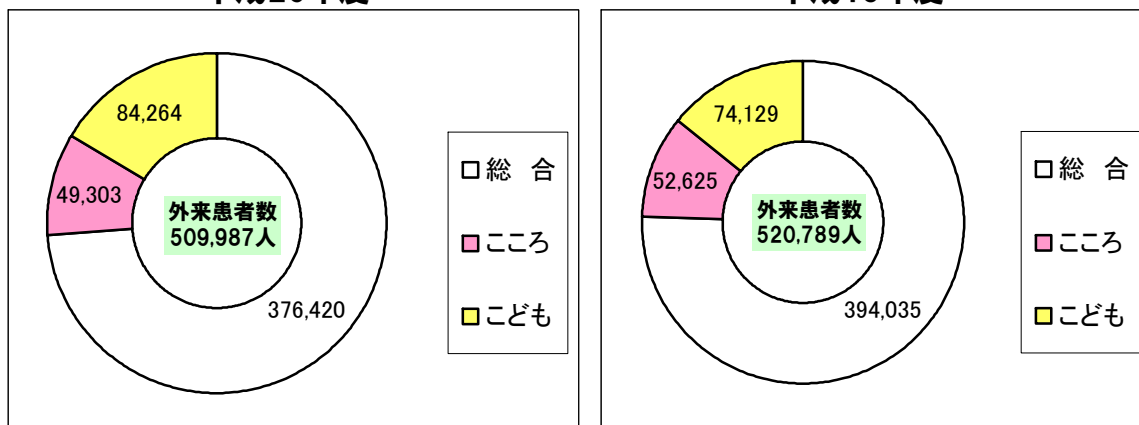 84,264
49,303
外来患者数
509,987人
376,420
総 合
こころ
こども
74,129
52,625
外来患者数
520,789人
394,035
総 合
こころ
こども